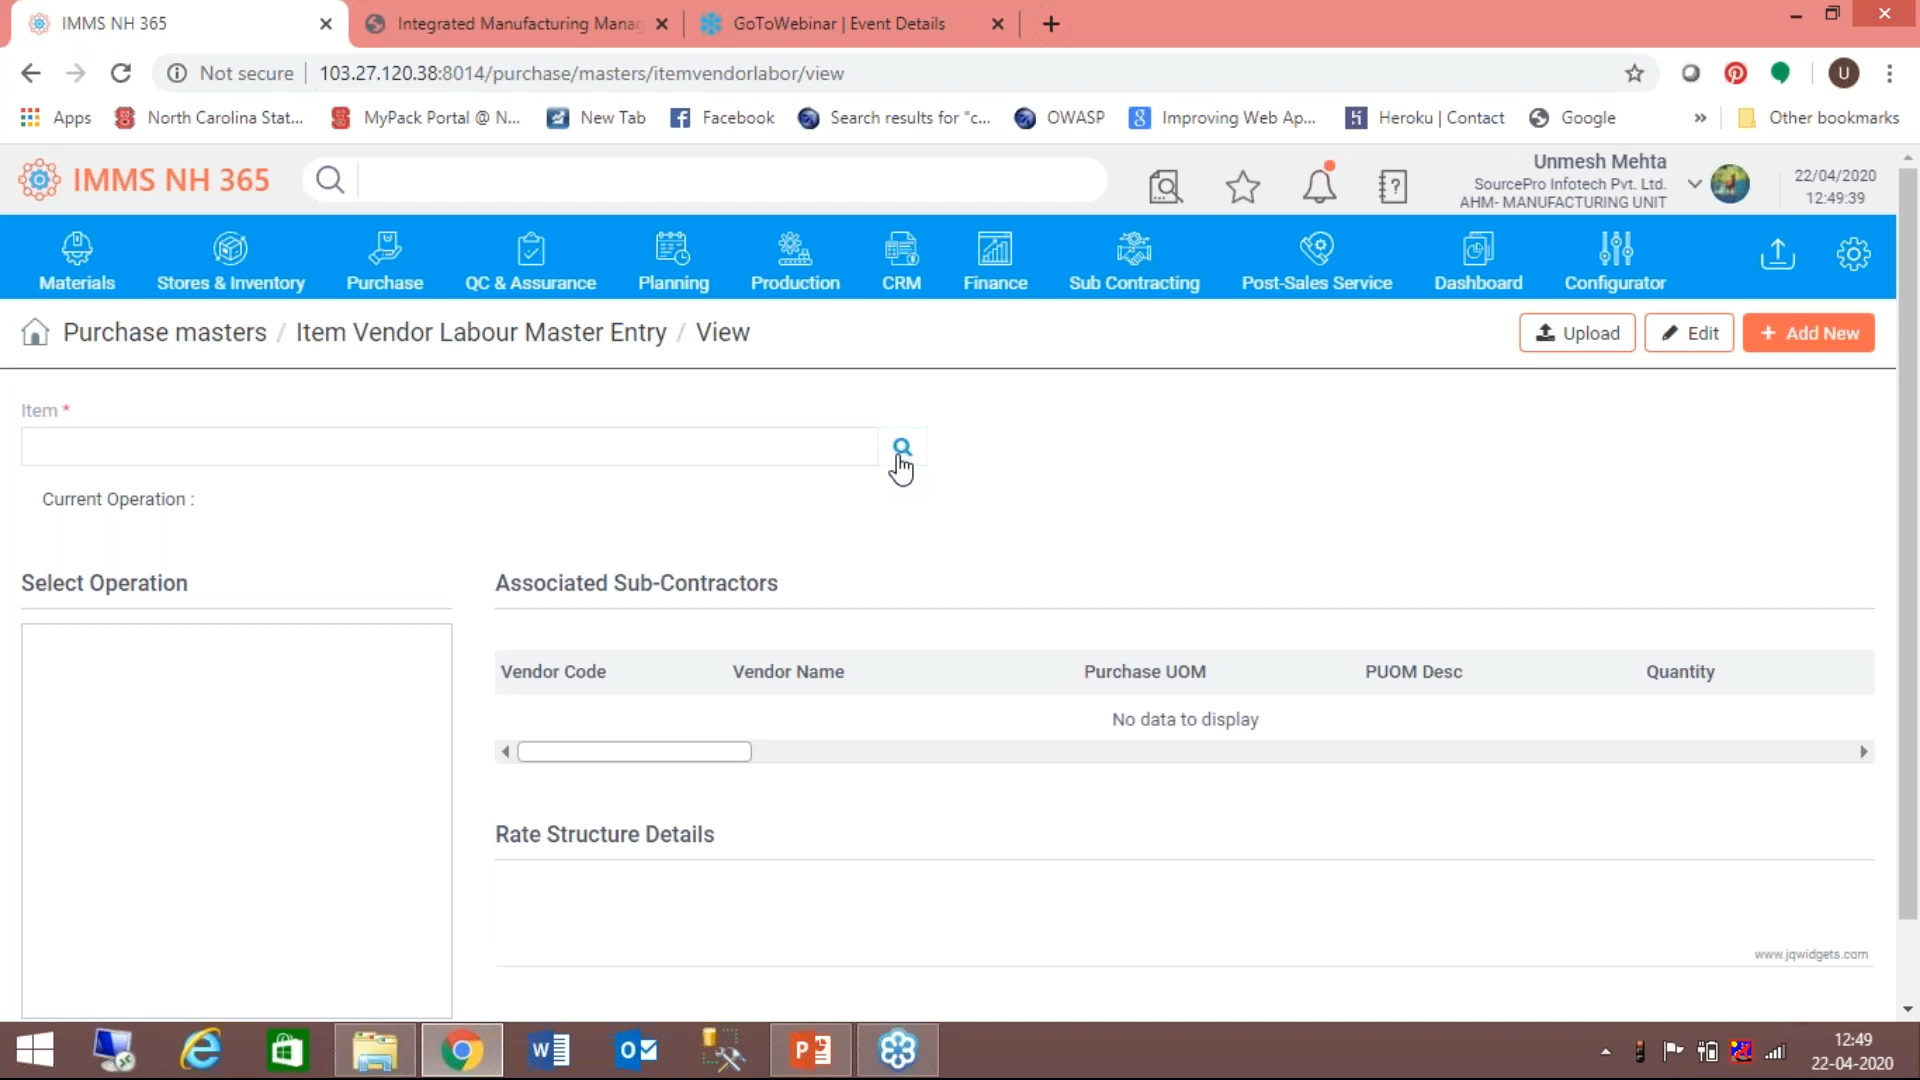 IMMS NH 365
Integrated Manufacturing Manag
GoToWebinar | Event Details
Not secure
103.27.120.38:8014/purchase/masters/itemvendorlabor/view
U
Apps
North Carolina Stat...
MyPack Portal @ N...
New Tab
Facebook
Search results for "c...
OWASP
Improving Web Ap...
Heroku | Contact
Google
»
Other bookmarks
IMMS NH 365
Unmesh Mehta
SourcePro Infotech Pvt. Ltd.
AHM- MANUFACTURING UNIT
22/04/2020
12:49:39
Materials
Stores & Inventory
Purchase
QC & Assurance
Planning
Production
CRM
Finance
Sub Contracting
Post-Sales Service
Dashboard
Configurator
Purchase masters / Item Vendor Labour Master Entry / View
Upload
Edit
+ Add New
Item *
Current Operation :
Select Operation
Associated Sub-Contractors
Vendor Code
Vendor Name
Purchase UOM
PUOM Desc
Quantity
No data to display
Rate Structure Details
www.jqwidgets.com
12:49
22-04-2020